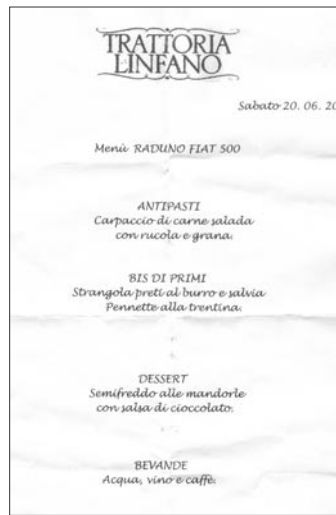 TRATTORIA
LINFANO
Sabato 20. 06. 20
Menù RADUNO FIAT 500
ANTIPASTI
Carpaccio di carne salada
con rucola e grana.
BIS DI PRIMI
Strangola preti al burro e salvia
Pennette alla trentina.
DESSERT
Semifreddo alle mandorle
con salsa di cioccolato.
BEVANDE
Acqua, vino e caffè.